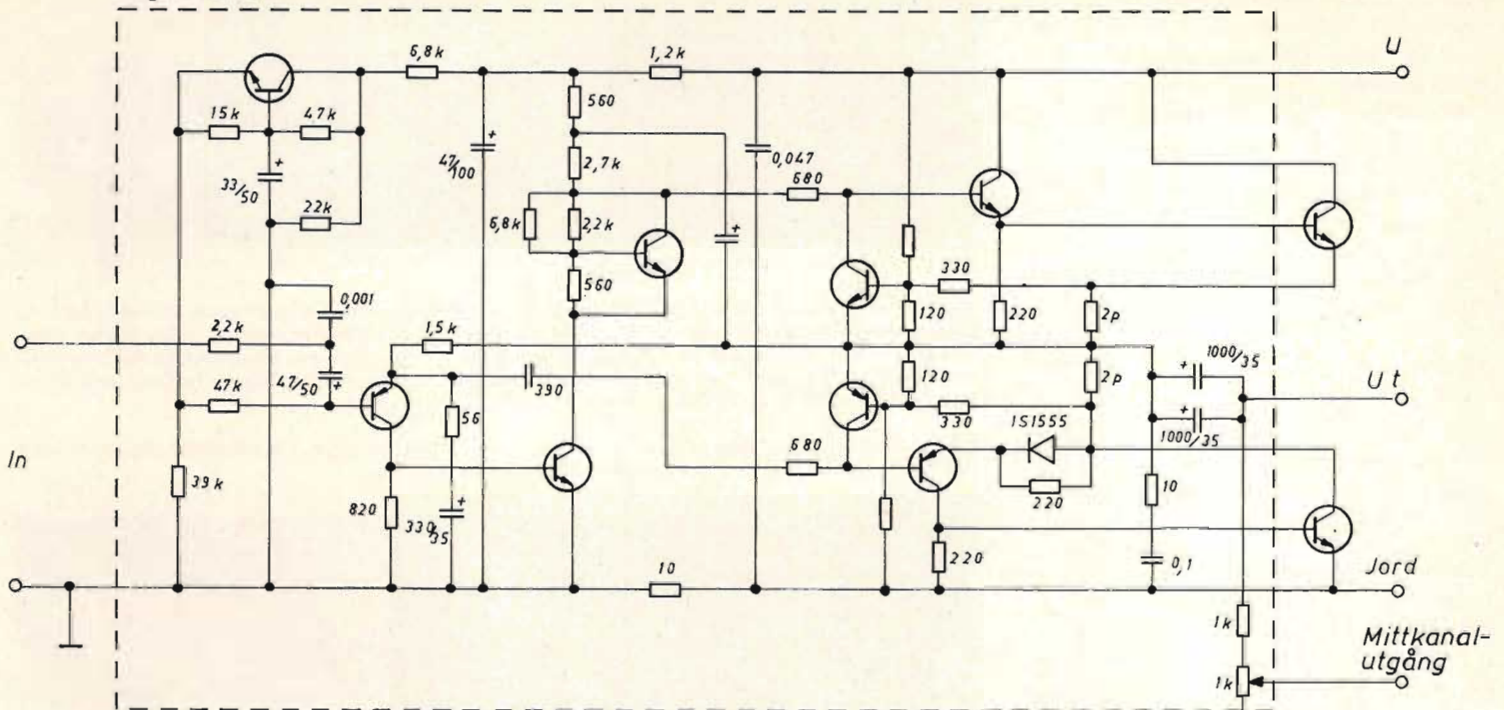 6,8k
1,2k
U
15k
47k
560
47/100
0,047
33/50
2,7k
680
22k
6,8k
2,2k
330
560
0,001
120
220
2p
2,2k
1,5k
1000/35
47k
47/50
390
120
2p
Ut
56
330
1S1555
1000/35
In
39k
680
10
820
330/35
220
220
0,1
10
Jord
1k
Mittkanal-
utgång
1k